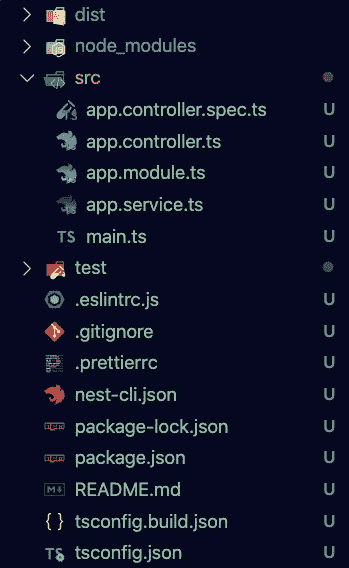 dist
node_modules
src
app.controller.spec.ts U
app.controller.ts U
app.module.ts U
app.service.ts U
TS main.ts U
test
.eslintrc.js U
.gitignore U
.prettierrc U
nest-cli.json U
package-lock.json U
package.json U
README.md U
{ } tsconfig.build.json U
TS tsconfig.json U